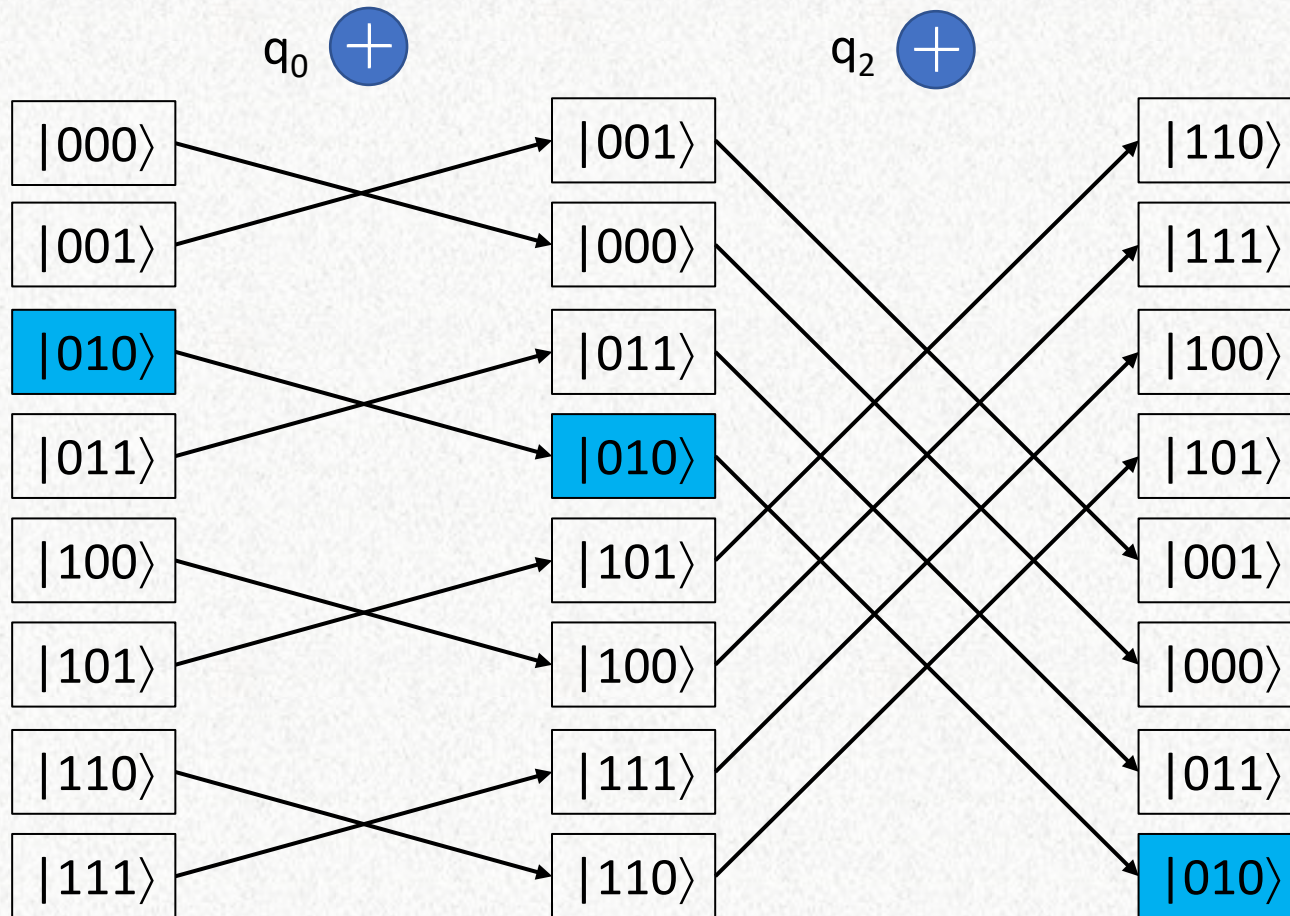 q₀ + q₂ +
|000⟩ |001⟩ |110⟩
|001⟩ |000⟩ |111⟩
|010⟩ |011⟩ |100⟩
|011⟩ |010⟩ |101⟩
|100⟩ |101⟩ |001⟩
|101⟩ |100⟩ |000⟩
|110⟩ |111⟩ |011⟩
|111⟩ |110⟩ |010⟩